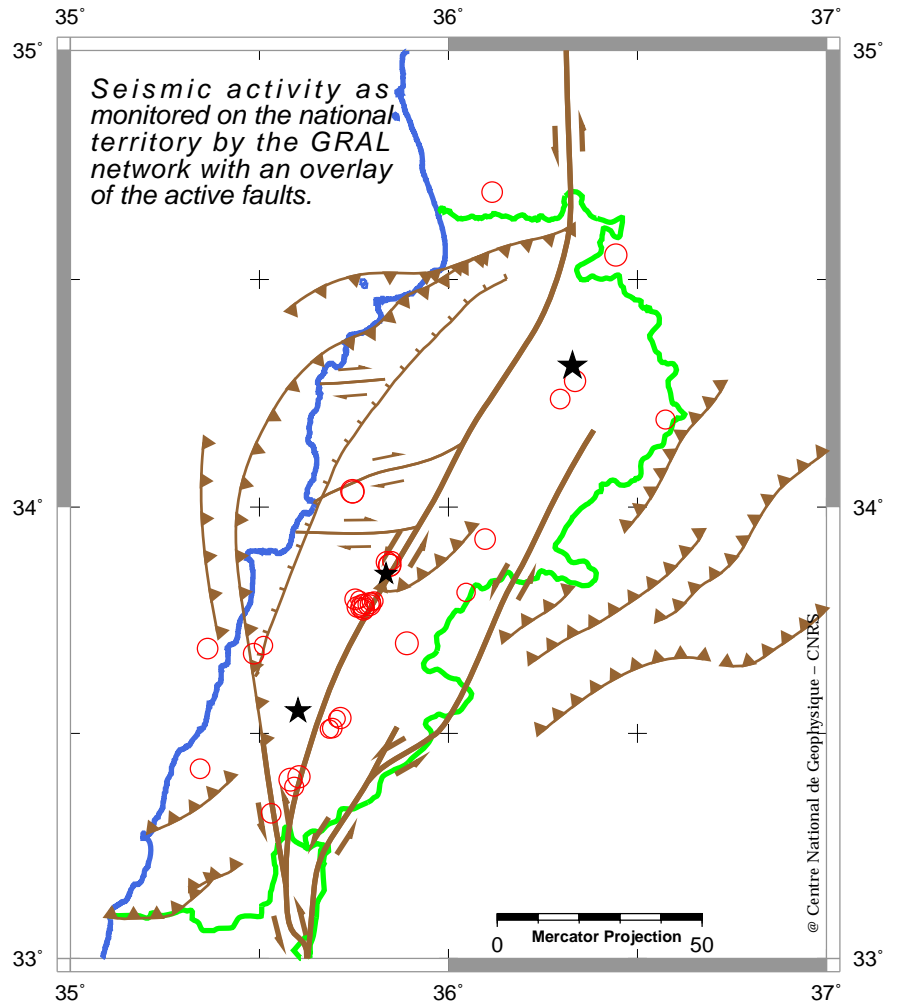 35˚ 36˚ 37˚
35˚ 35˚
Seismic activity as
monitored on the national
territory by the GRAL
network with an overlay
of the active faults.
34˚ 34˚
@ Centre National de Geophysique – CNRS
Mercator Projection
0 50
33˚ 33˚
35˚ 36˚ 37˚